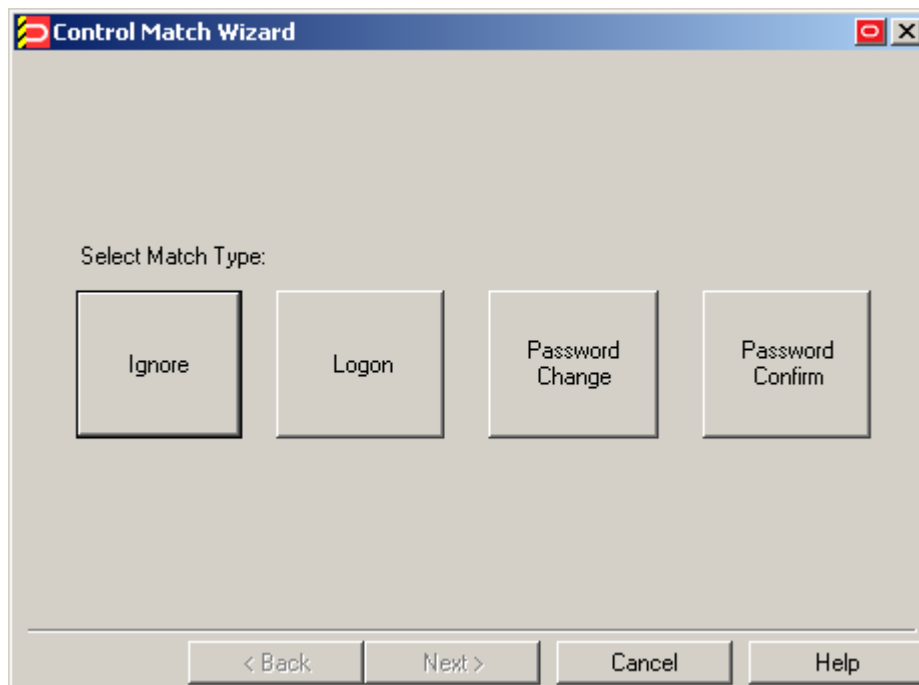 Control Match Wizard
Select Match Type:
Ignore
Logon
Password
Change
Password
Confirm
< Back
Next >
Cancel
Help